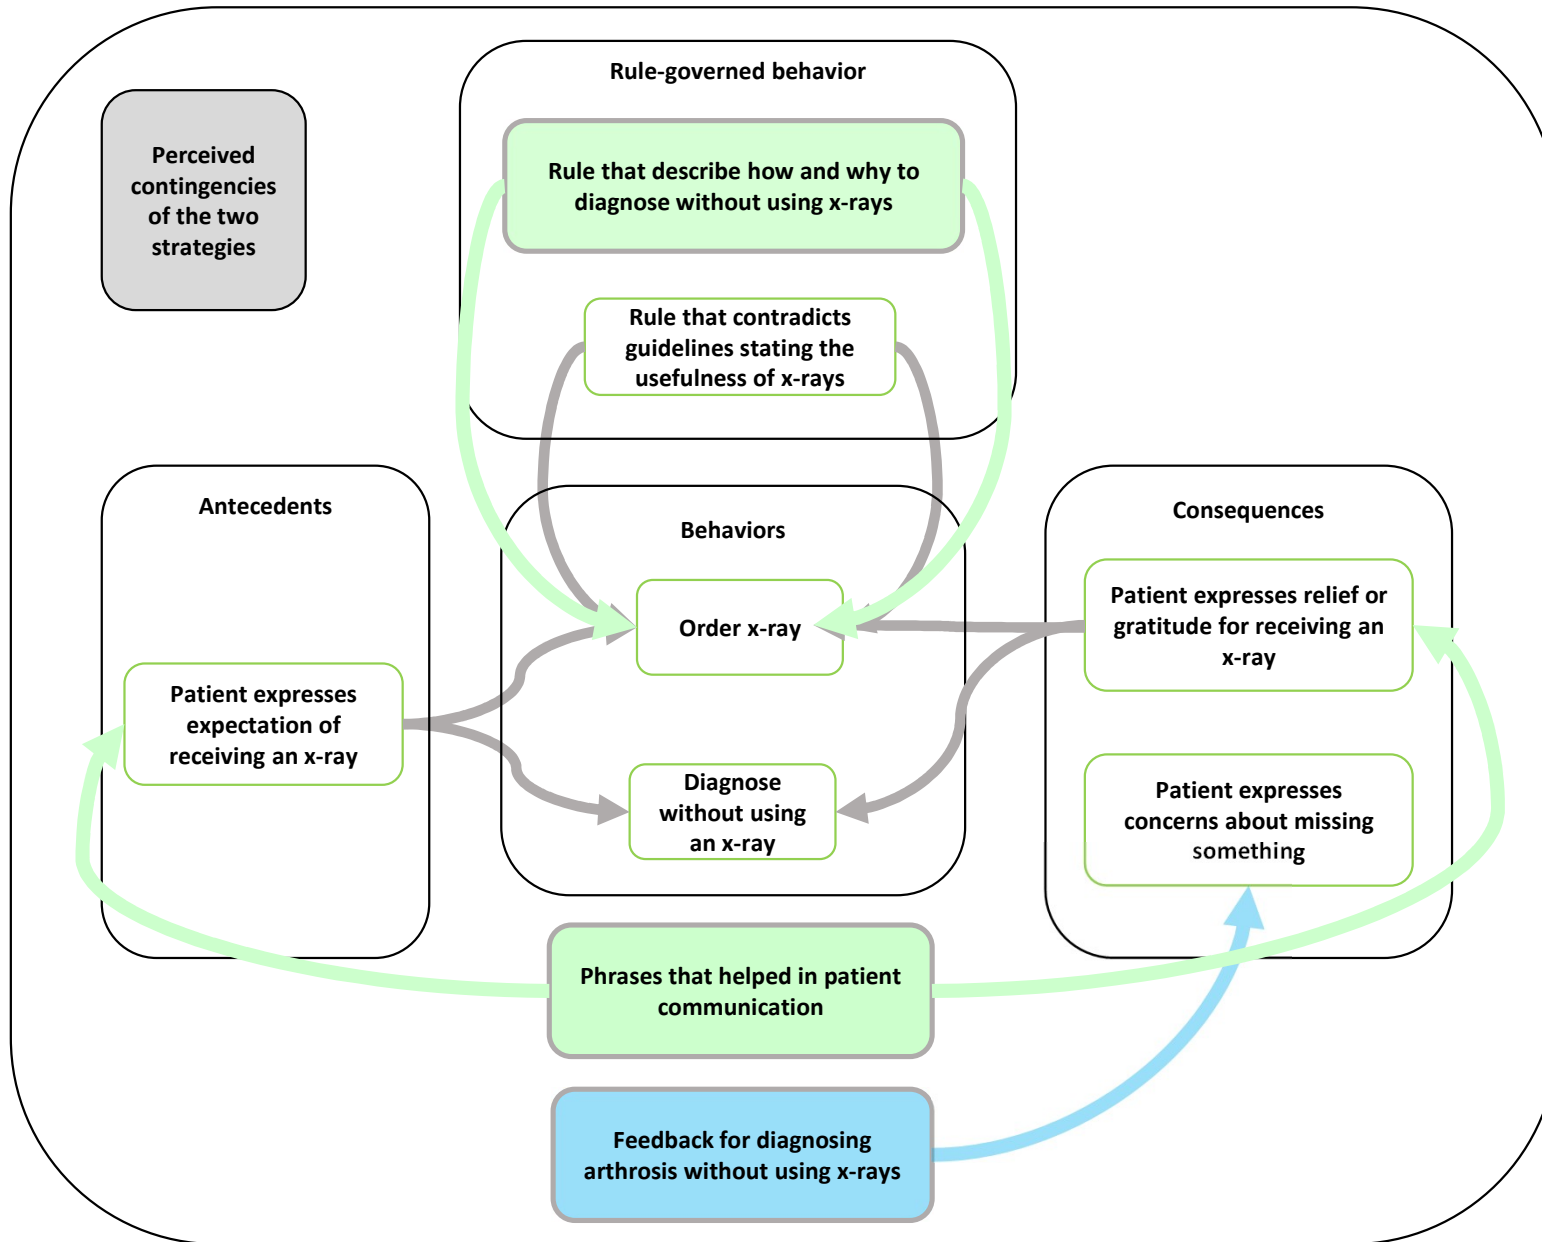 Rule-governed behavior
Perceived
contingencies
of the two
strategies
Rule that describe how and why to
diagnose without using x-rays
Rule that contradicts
guidelines stating the
usefulness of x-rays
Antecedents
Behaviors
Consequences
Patient expresses
expectation of
receiving an x-ray
Order x-ray
Diagnose
without using
an x-ray
Patient expresses relief or
gratitude for receiving an
x-ray
Patient expresses
concerns about missing
something
Phrases that helped in patient
communication
Feedback for diagnosing
arthrosis without using x-rays